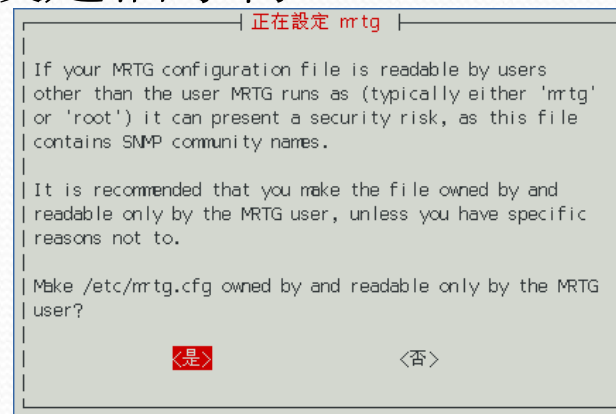 正在設定 mrtg
If your MRTG configuration file is readable by users
other than the user MRTG runs as (typically either 'mrtg'
or 'root') it can present a security risk, as this file
contains SNMP community names.
It is recommended that you make the file owned by and
readable only by the MRTG user, unless you have specific
reasons not to.
Make /etc/mrtg.cfg owned by and readable only by the MRTG
user?
<是> <否>